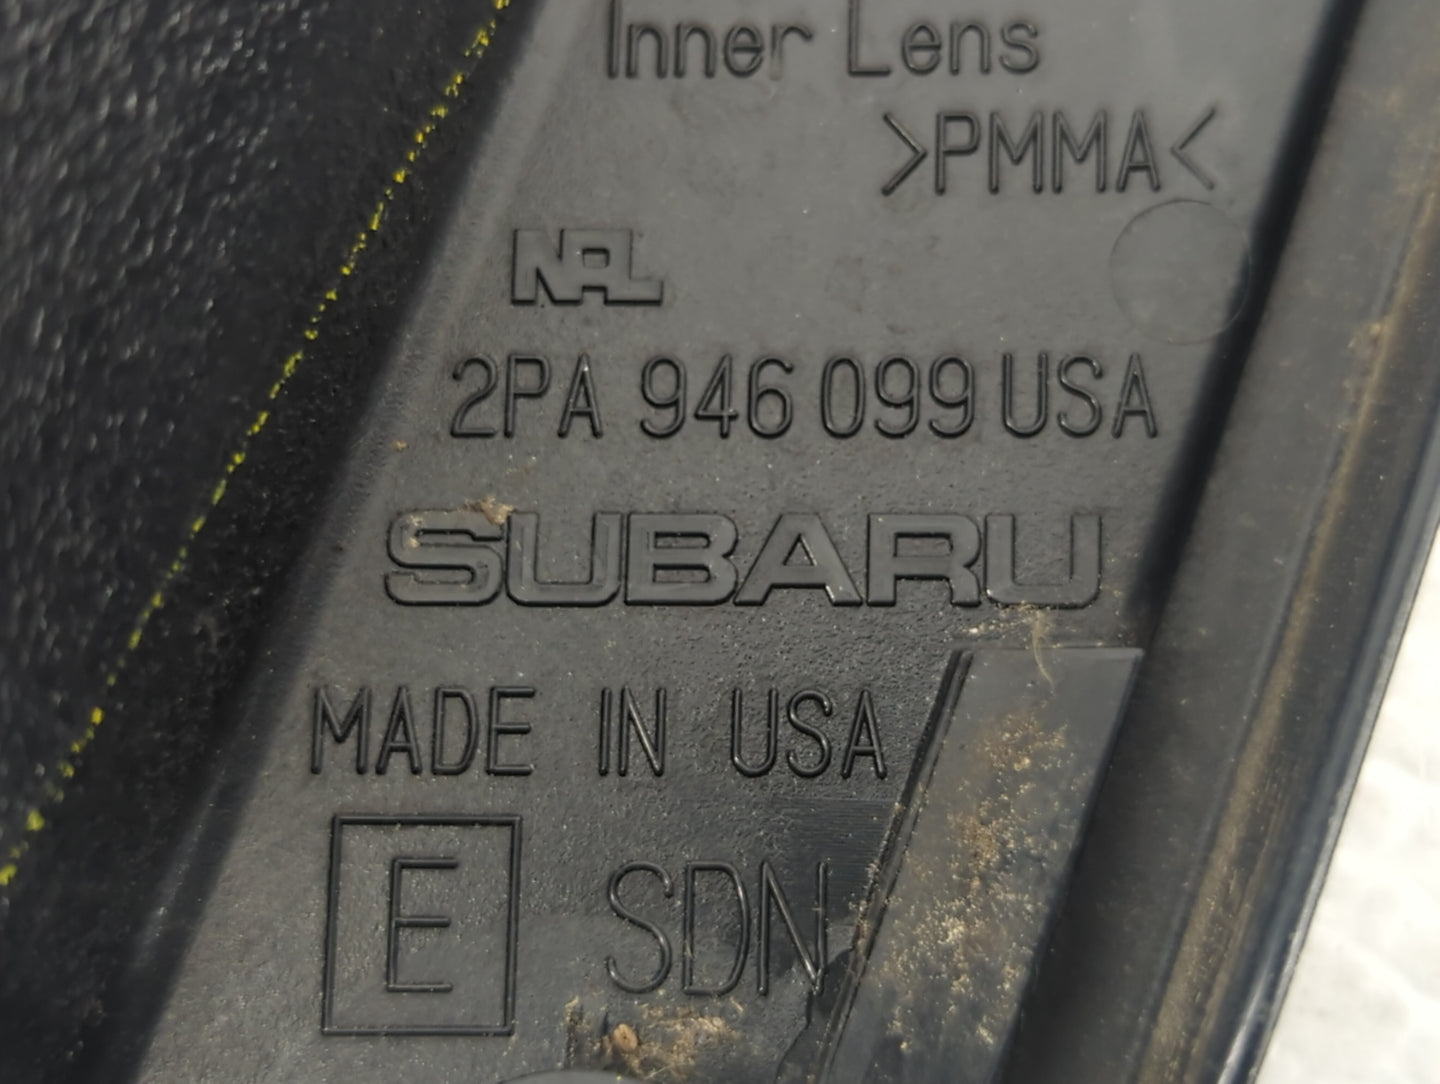 Inner Lens
>PMMA<
NAL
2PA 946 099 USA
SUBARU
MADE IN USA
E SDN